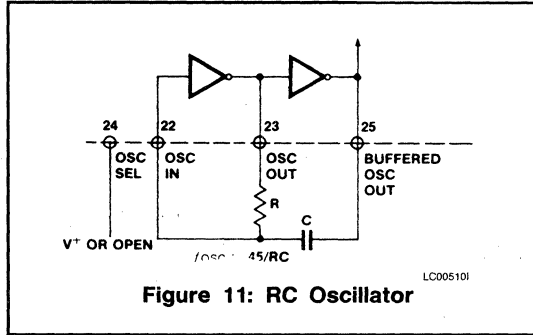 24
22
23
25
OSC
SEL
OSC
IN
OSC
OUT
BUFFERED
OSC
OUT
R
C
V+ OR OPEN
45/RC
LC00510I
Figure 11: RC Oscillator